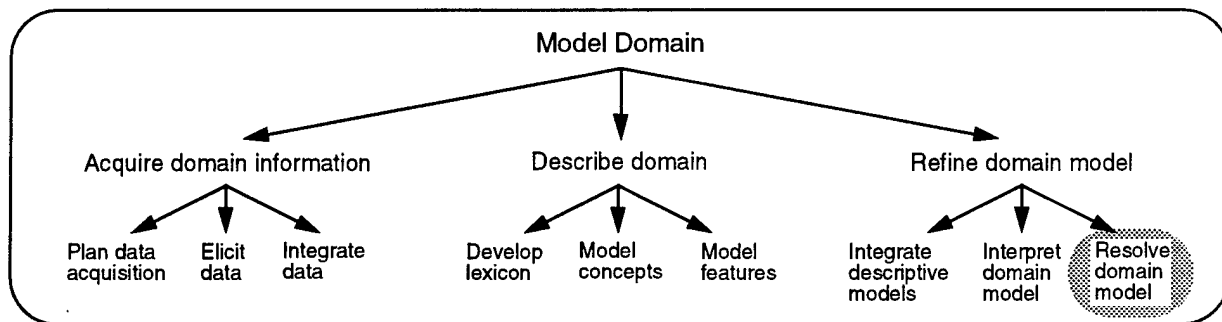 Model Domain
Acquire domain information
Describe domain
Refine domain model
Plan data
acquisition
Elicit
data
Integrate
data
Develop
lexicon
Model
concepts
Model
features
Integrate
descriptive
models
Interpret
domain
model
Resolve
domain
model